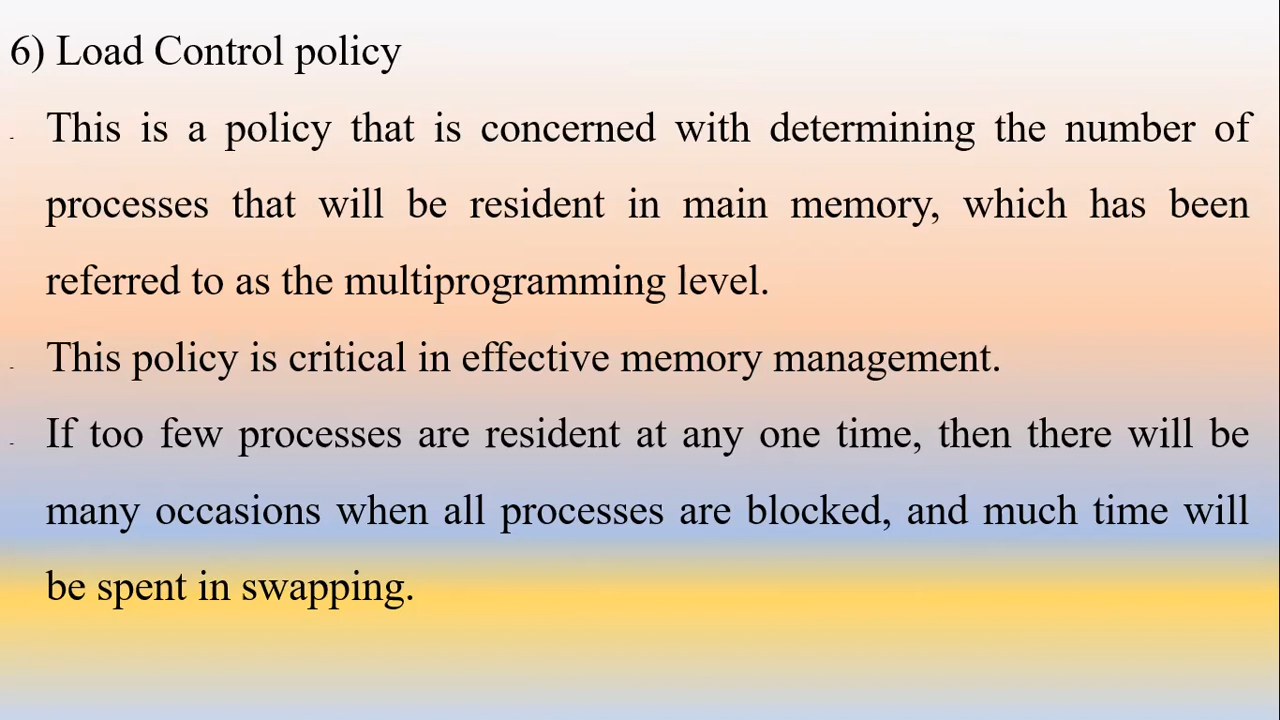 6) Load Control policy
- This is a policy that is concerned with determining the number of
processes that will be resident in main memory, which has been
referred to as the multiprogramming level.
- This policy is critical in effective memory management.
- If too few processes are resident at any one time, then there will be
many occasions when all processes are blocked, and much time will
be spent in swapping.